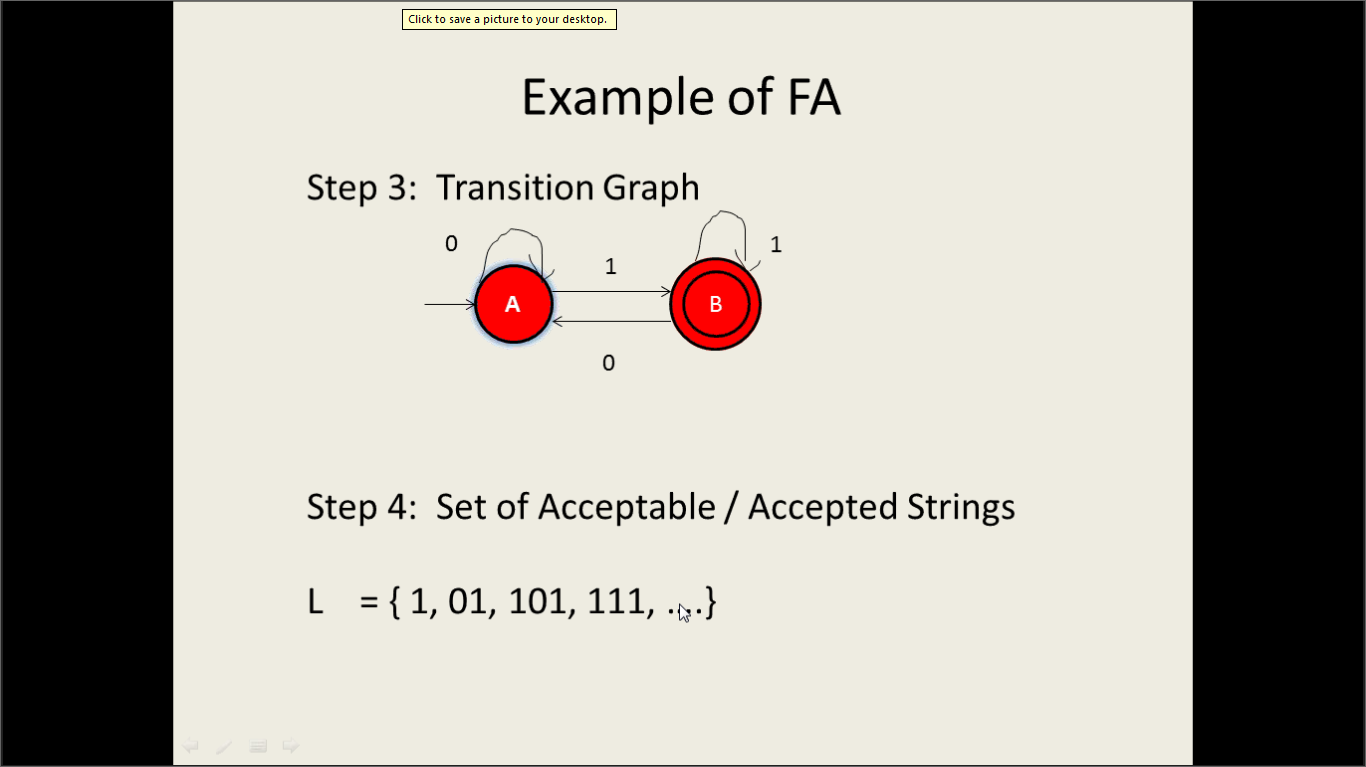 Click to save a picture to your desktop.
Example of FA
Step 3: Transition Graph
0
1
1
A
B
0
Step 4: Set of Acceptable / Accepted Strings
L = { 1, 01, 101, 111, ....}